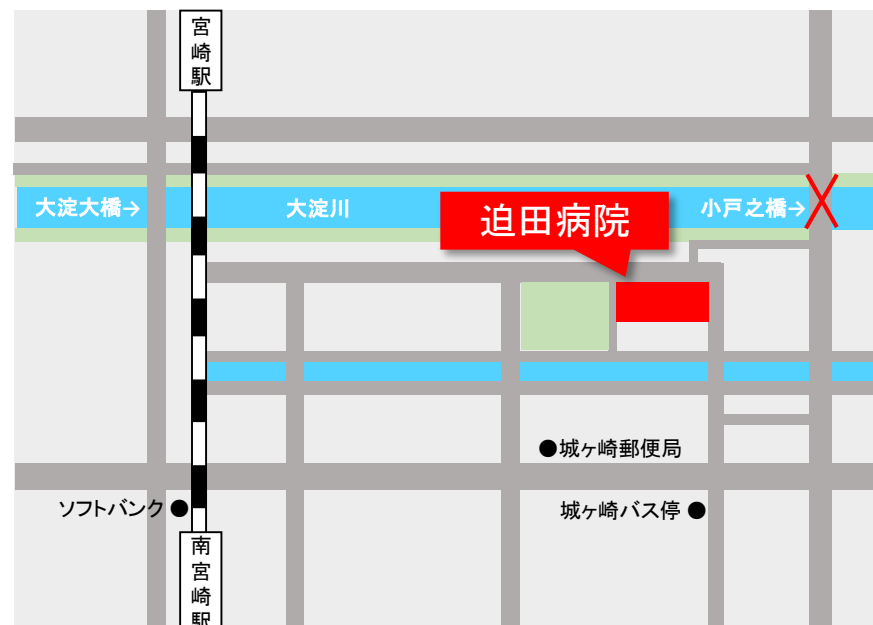 宮崎駅
大淀大橋→
大淀川
迫田病院
小戸之橋→
●城ヶ崎郵便局
ソフトバンク●
城ヶ崎バス停●
南宮崎駅